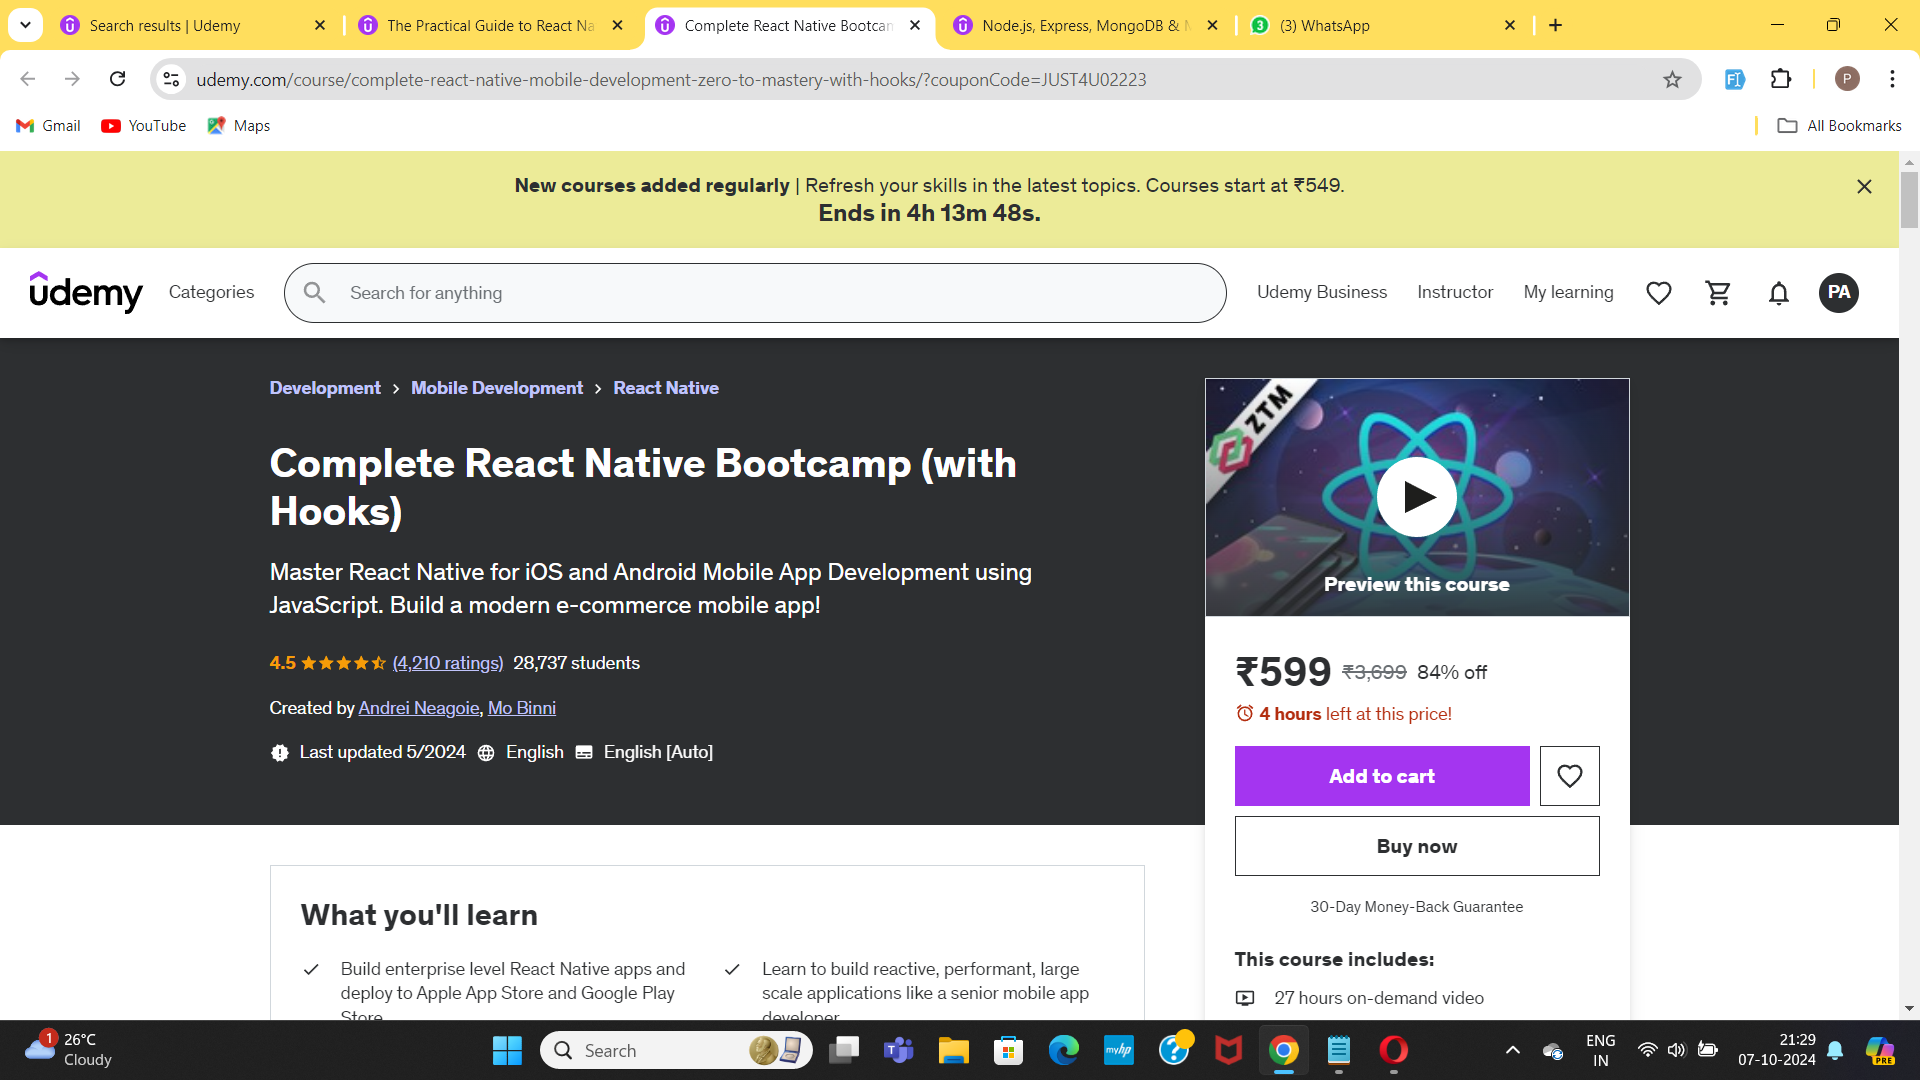 Search results | Udemy
The Practical Guide to React Na
Complete React Native Bootcam
Node.js, Express, MongoDB & M
(3) WhatsApp
udemy.com/course/complete-react-native-mobile-development-zero-to-mastery-with-hooks/?couponCode=JUST4U02223
P
Gmail
YouTube
Maps
All Bookmarks
New courses added regularly | Refresh your skills in the latest topics. Courses start at ₹549.
Ends in 4h 13m 48s.
udemy
Categories
Search for anything
Udemy Business
Instructor
My learning
PA
Development > Mobile Development > React Native
Complete React Native Bootcamp (with
Hooks)
Master React Native for iOS and Android Mobile App Development using
JavaScript. Build a modern e-commerce mobile app!
4.5 (4,210 ratings) 28,737 students
Created by Andrei Neagoie, Mo Binni
Last updated 5/2024 English English [Auto]
ZTM
Preview this course
₹599 ₹3,699 84% off
4 hours left at this price!
Add to cart
Buy now
30-Day Money-Back Guarantee
This course includes:
27 hours on-demand video
What you'll learn
Build enterprise level React Native apps and
deploy to Apple App Store and Google Play
Store
Learn to build reactive, performant, large
scale applications like a senior mobile app
developer
1
26°C
Cloudy
Search
myhp
ENG
IN
21:29
07-10-2024
PRE